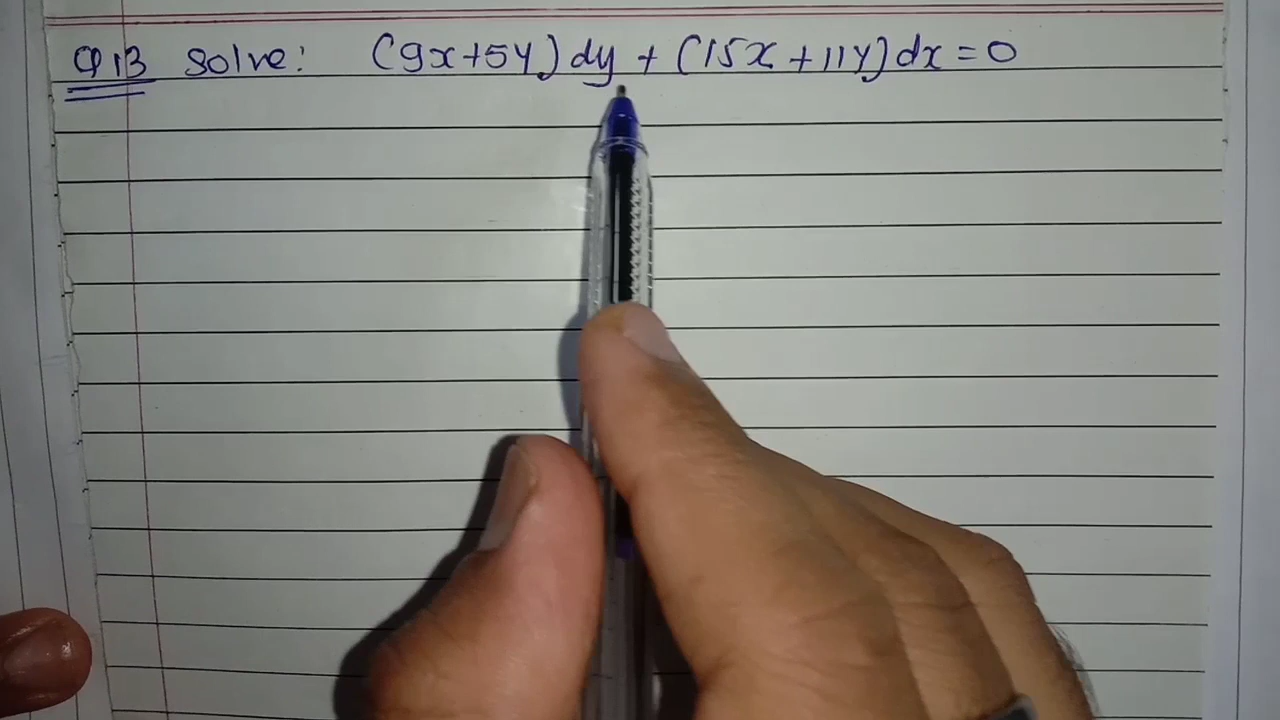 Q13 Solve: (9x+5y)dy + (15x+11y)dx = 0